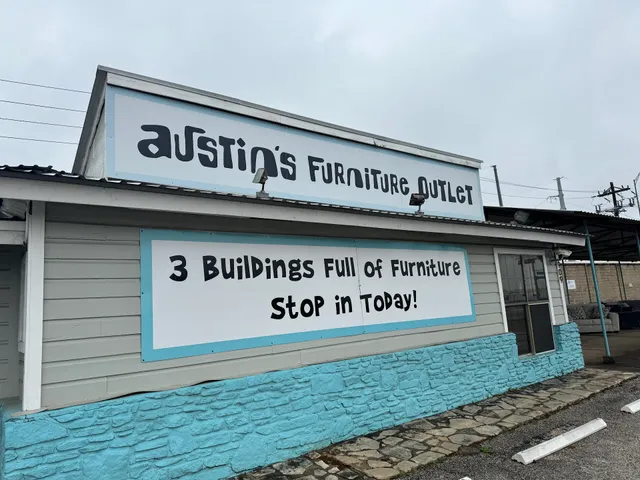 austin's Furniture Outlet
3 Buildings Full of Furniture
Stop in Today!